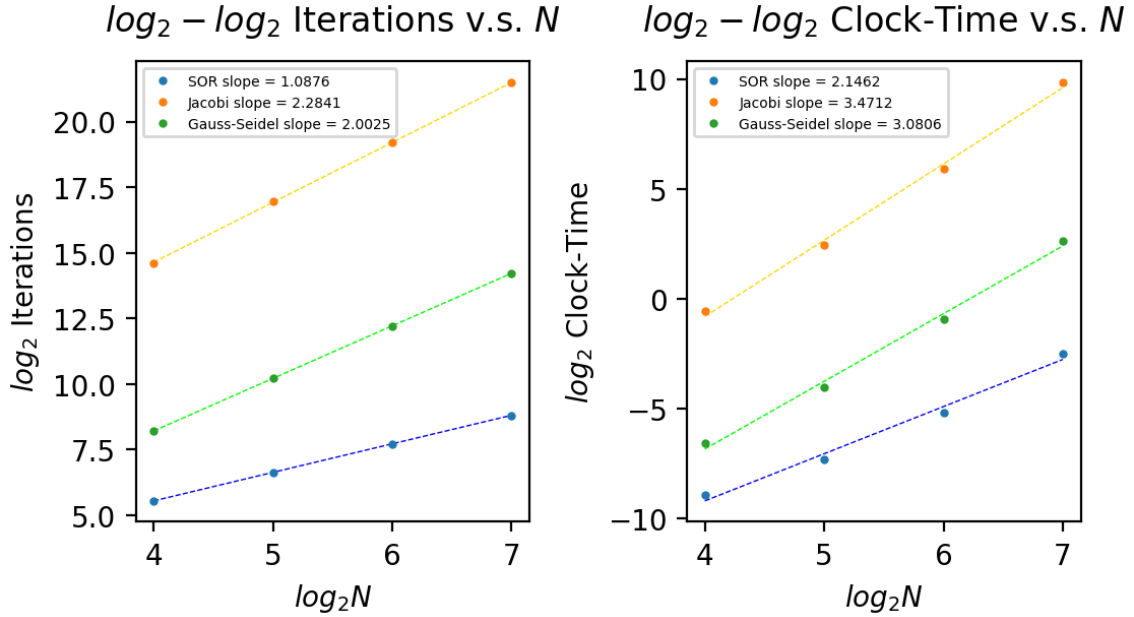 log₂ − log₂ Iterations v.s. N
SOR slope = 1.0876
Jacobi slope = 2.2841
Gauss-Seidel slope = 2.0025
20.0
17.5
15.0
12.5
10.0
7.5
5.0
log₂ Iterations
4 5 6 7
log₂N
log₂ − log₂ Clock-Time v.s. N
SOR slope = 2.1462
Jacobi slope = 3.4712
Gauss-Seidel slope = 3.0806
10
5
0
−5
−10
log₂ Clock-Time
4 5 6 7
log₂N